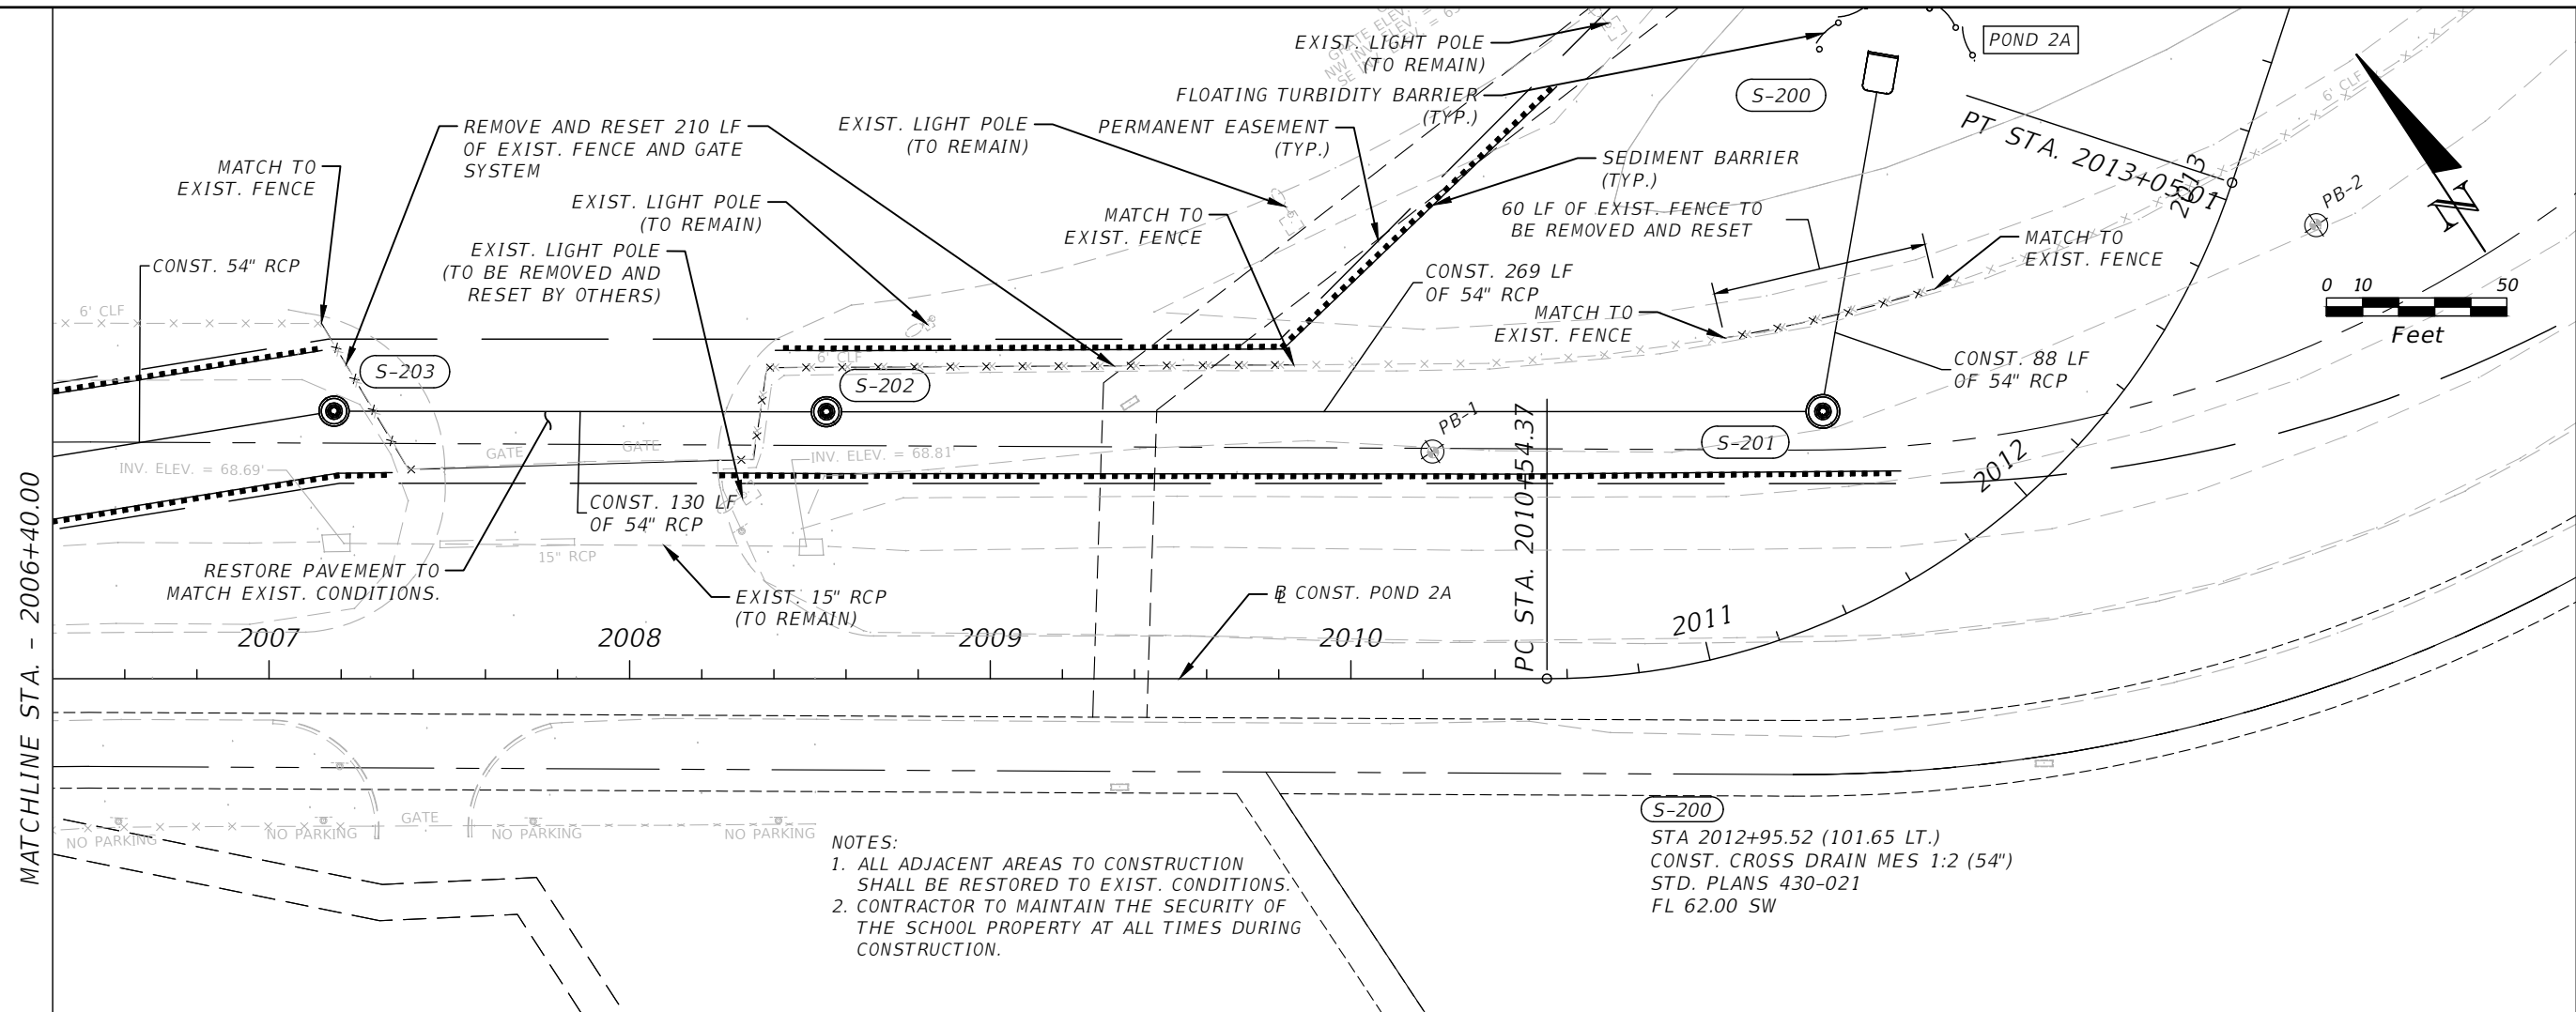 EXIST. LIGHT POLE
(TO REMAIN)
POND 2A
FLOATING TURBIDITY BARRIER
(TYP.)
S-200
6' CLF
REMOVE AND RESET 210 LF
OF EXIST. FENCE AND GATE
SYSTEM
EXIST. LIGHT POLE
(TO REMAIN)
PERMANENT EASEMENT
(TYP.)
PT STA. 2013+05.01
2013
MATCH TO
EXIST. FENCE
SEDIMENT BARRIER
(TYP.)
PB-2
N
EXIST. LIGHT POLE
(TO REMAIN)
MATCH TO
EXIST. FENCE
60 LF OF EXIST. FENCE TO
BE REMOVED AND RESET
MATCH TO
EXIST. FENCE
CONST. 54" RCP
EXIST. LIGHT POLE
(TO BE REMOVED AND
RESET BY OTHERS)
CONST. 269 LF
OF 54" RCP
0 10 50
Feet
6' CLF
MATCH TO
EXIST. FENCE
6' CLF
CONST. 88 LF
OF 54" RCP
S-203
S-202
PB-1
S-201
GATE
GATE
INV. ELEV. = 68.69'
INV. ELEV. = 68.81'
2012
CONST. 130 LF
OF 54" RCP
PC STA. 2010+54.37
15" RCP
RESTORE PAVEMENT TO
MATCH EXIST. CONDITIONS.
EXIST. 15" RCP
(TO REMAIN)
BL CONST. POND 2A
2007
2008
2009
2010
2011
MATCHLINE STA. - 2006+40.00
NO PARKING
NO PARKING
GATE
NO PARKING
NO PARKING
NOTES:
1. ALL ADJACENT AREAS TO CONSTRUCTION
SHALL BE RESTORED TO EXIST. CONDITIONS.
2. CONTRACTOR TO MAINTAIN THE SECURITY OF
THE SCHOOL PROPERTY AT ALL TIMES DURING
CONSTRUCTION.
S-200
STA 2012+95.52 (101.65 LT.)
CONST. CROSS DRAIN MES 1:2 (54")
STD. PLANS 430-021
FL 62.00 SW